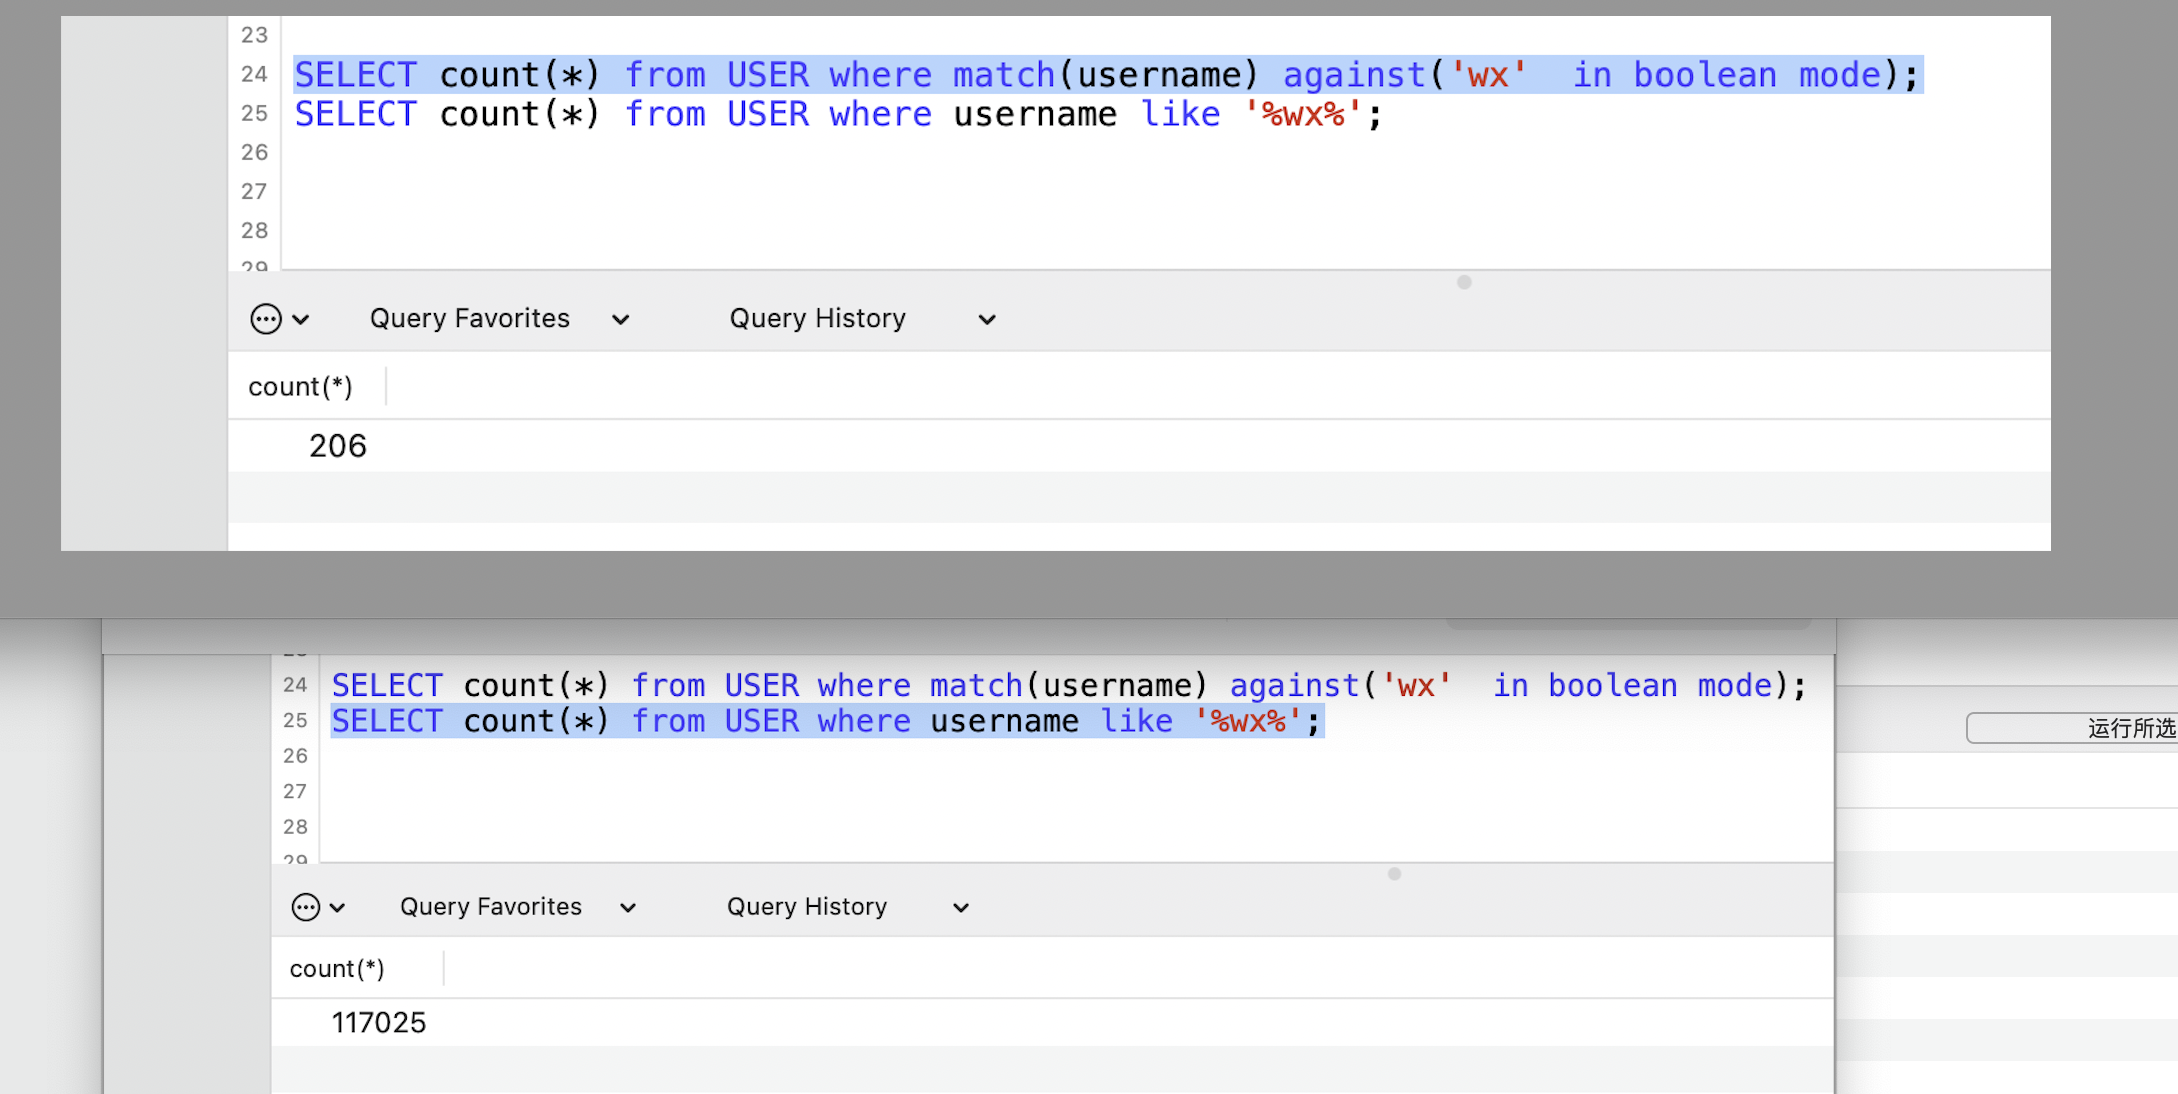 23
24 SELECT count(*) from USER where match(username) against('wx'  in boolean mode);
25 SELECT count(*) from USER where username like '%wx%';
26
27
28
29
Query Favorites Query History
count(*)
206
24 SELECT count(*) from USER where match(username) against('wx'  in boolean mode);
25 SELECT count(*) from USER where username like '%wx%';
26
27
28
29
运行所选
Query Favorites Query History
count(*)
117025